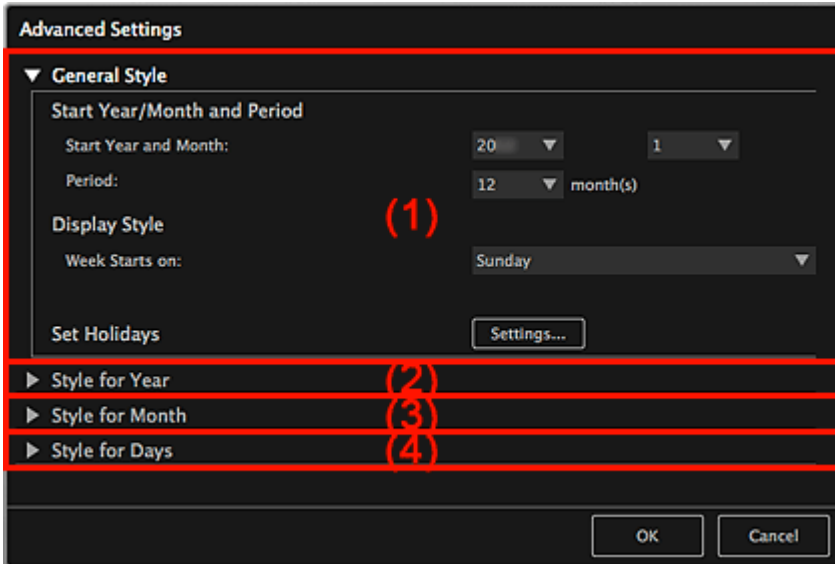 Advanced Settings
▼ General Style
Start Year/Month and Period
Start Year and Month: 20 ▼ 1 ▼
Period: 12 ▼ month(s)
(1)
Display Style
Week Starts on: Sunday ▼
Set Holidays Settings...
▶ Style for Year (2)
▶ Style for Month (3)
▶ Style for Days (4)
OK Cancel